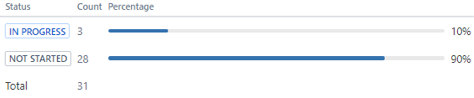 Status Count Percentage
IN PROGRESS 3 10%
NOT STARTED 28 90%
Total 31